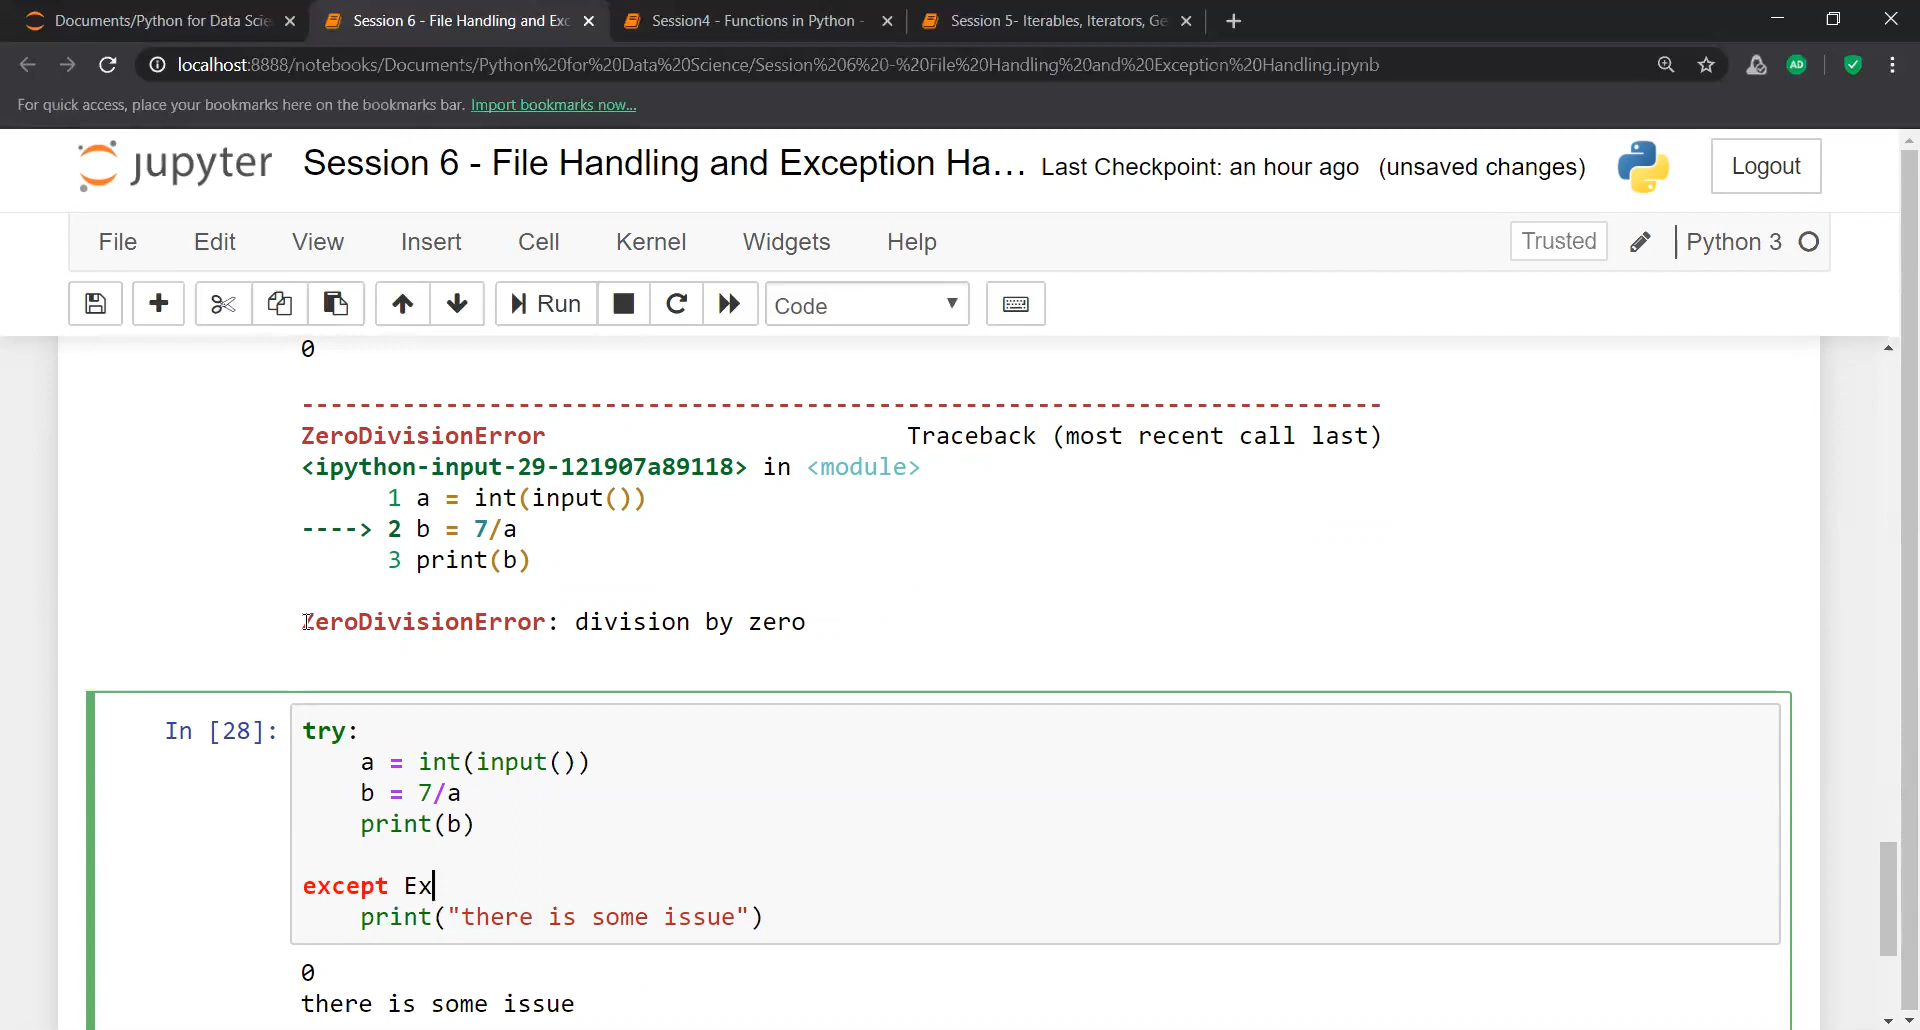 Documents/Python for Data Scie
Session 6 - File Handling and Exc
Session4 - Functions in Python -
Session 5- Iterables, Iterators, Ge
localhost:8888/notebooks/Documents/Python%20for%20Data%20Science/Session%206%20-%20File%20Handling%20and%20Exception%20Handling.ipynb
AD
For quick access, place your bookmarks here on the bookmarks bar. Import bookmarks now...
jupyter Session 6 - File Handling and Exception Ha... Last Checkpoint: an hour ago (unsaved changes) Logout
File Edit View Insert Cell Kernel Widgets Help Trusted Python 3
Run Code
0
---------------------------------------------------------------------------
ZeroDivisionError Traceback (most recent call last)
<ipython-input-29-121907a89118> in <module>
1 a = int(input())
----> 2 b = 7/a
3 print(b)
ZeroDivisionError: division by zero
In [28]: try:
a = int(input())
b = 7/a
print(b)
except Ex
print("there is some issue")
0
there is some issue